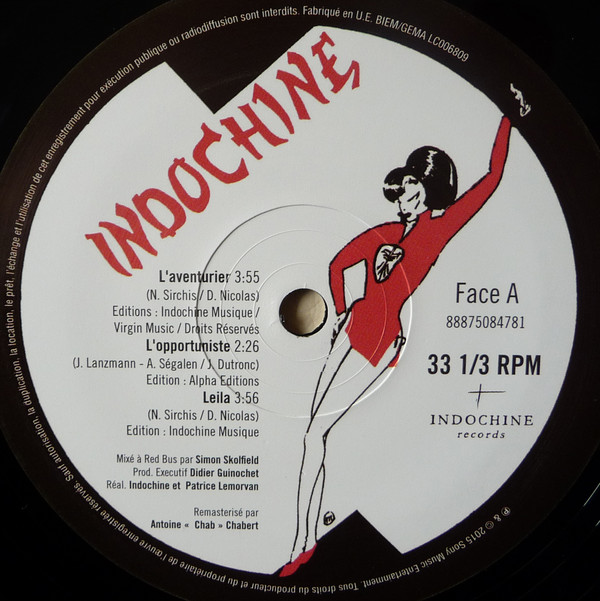 INDOCHINE
L'aventurier 3:55
(N. Sirchis / D. Nicolas)
Editions : Indochine Musique /
Virgin Music / Droits Réservés
L'opportuniste 2:26
(J. Lanzmann - A. Ségalen / J. Dutronc)
Edition : Alpha Editions
Leila 3:56
(N. Sirchis / D. Nicolas)
Edition : Indochine Musique
Mixé à Red Bus par Simon Skolfield
Prod. Executif Didier Guinochet
Réal. Indochine et Patrice Lemorvan
Remasterisé par
Antoine « Chab » Chabert
Face A
88875084781
33 1/3 RPM
INDOCHINE
records
℗ & © 2015 Sony Music Entertainment. Tous droits du producteur et du propriétaire de l'œuvre enregistrée réservés. Sauf autorisation, la duplication, la location, le prêt, l'échange et l'utilisation de cet enregistrement pour exécution publique ou radiodiffusion sont interdits. Fabriqué en U.E. BIEM/GEMA LC006809